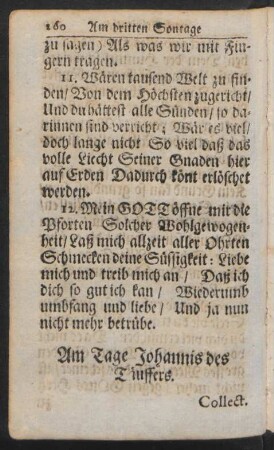 160 Am dritten Sontage
zu sagen) Als was wir mit Fin-
gern tragen.
11. Wären tausend Welt zu fin-
den/ Von dem Höchsten zugericht/
Und du hättest alle Sünden/ so da-
rinnen sind verricht; Wär es viel/
doch lange nicht So viel daß das
volle Liecht Seiner Gnaden hier
auf Erden Dadurch könt erlöschet
werden.
12. Mein GOTT öffne mir die
Pforten Solcher Wohlgewogen-
heit/ Laß mich allzeit aller Ohrten
Schmecken deine Süssigkeit: Liebe
mich und treib mich an/ Daß ich
dich so gut ich kan/ Wiederumb
umbfang und liebe/ Und ja nun
nicht mehr betrübe.
Am Tage Johannis des
Täuffers.
Collect.